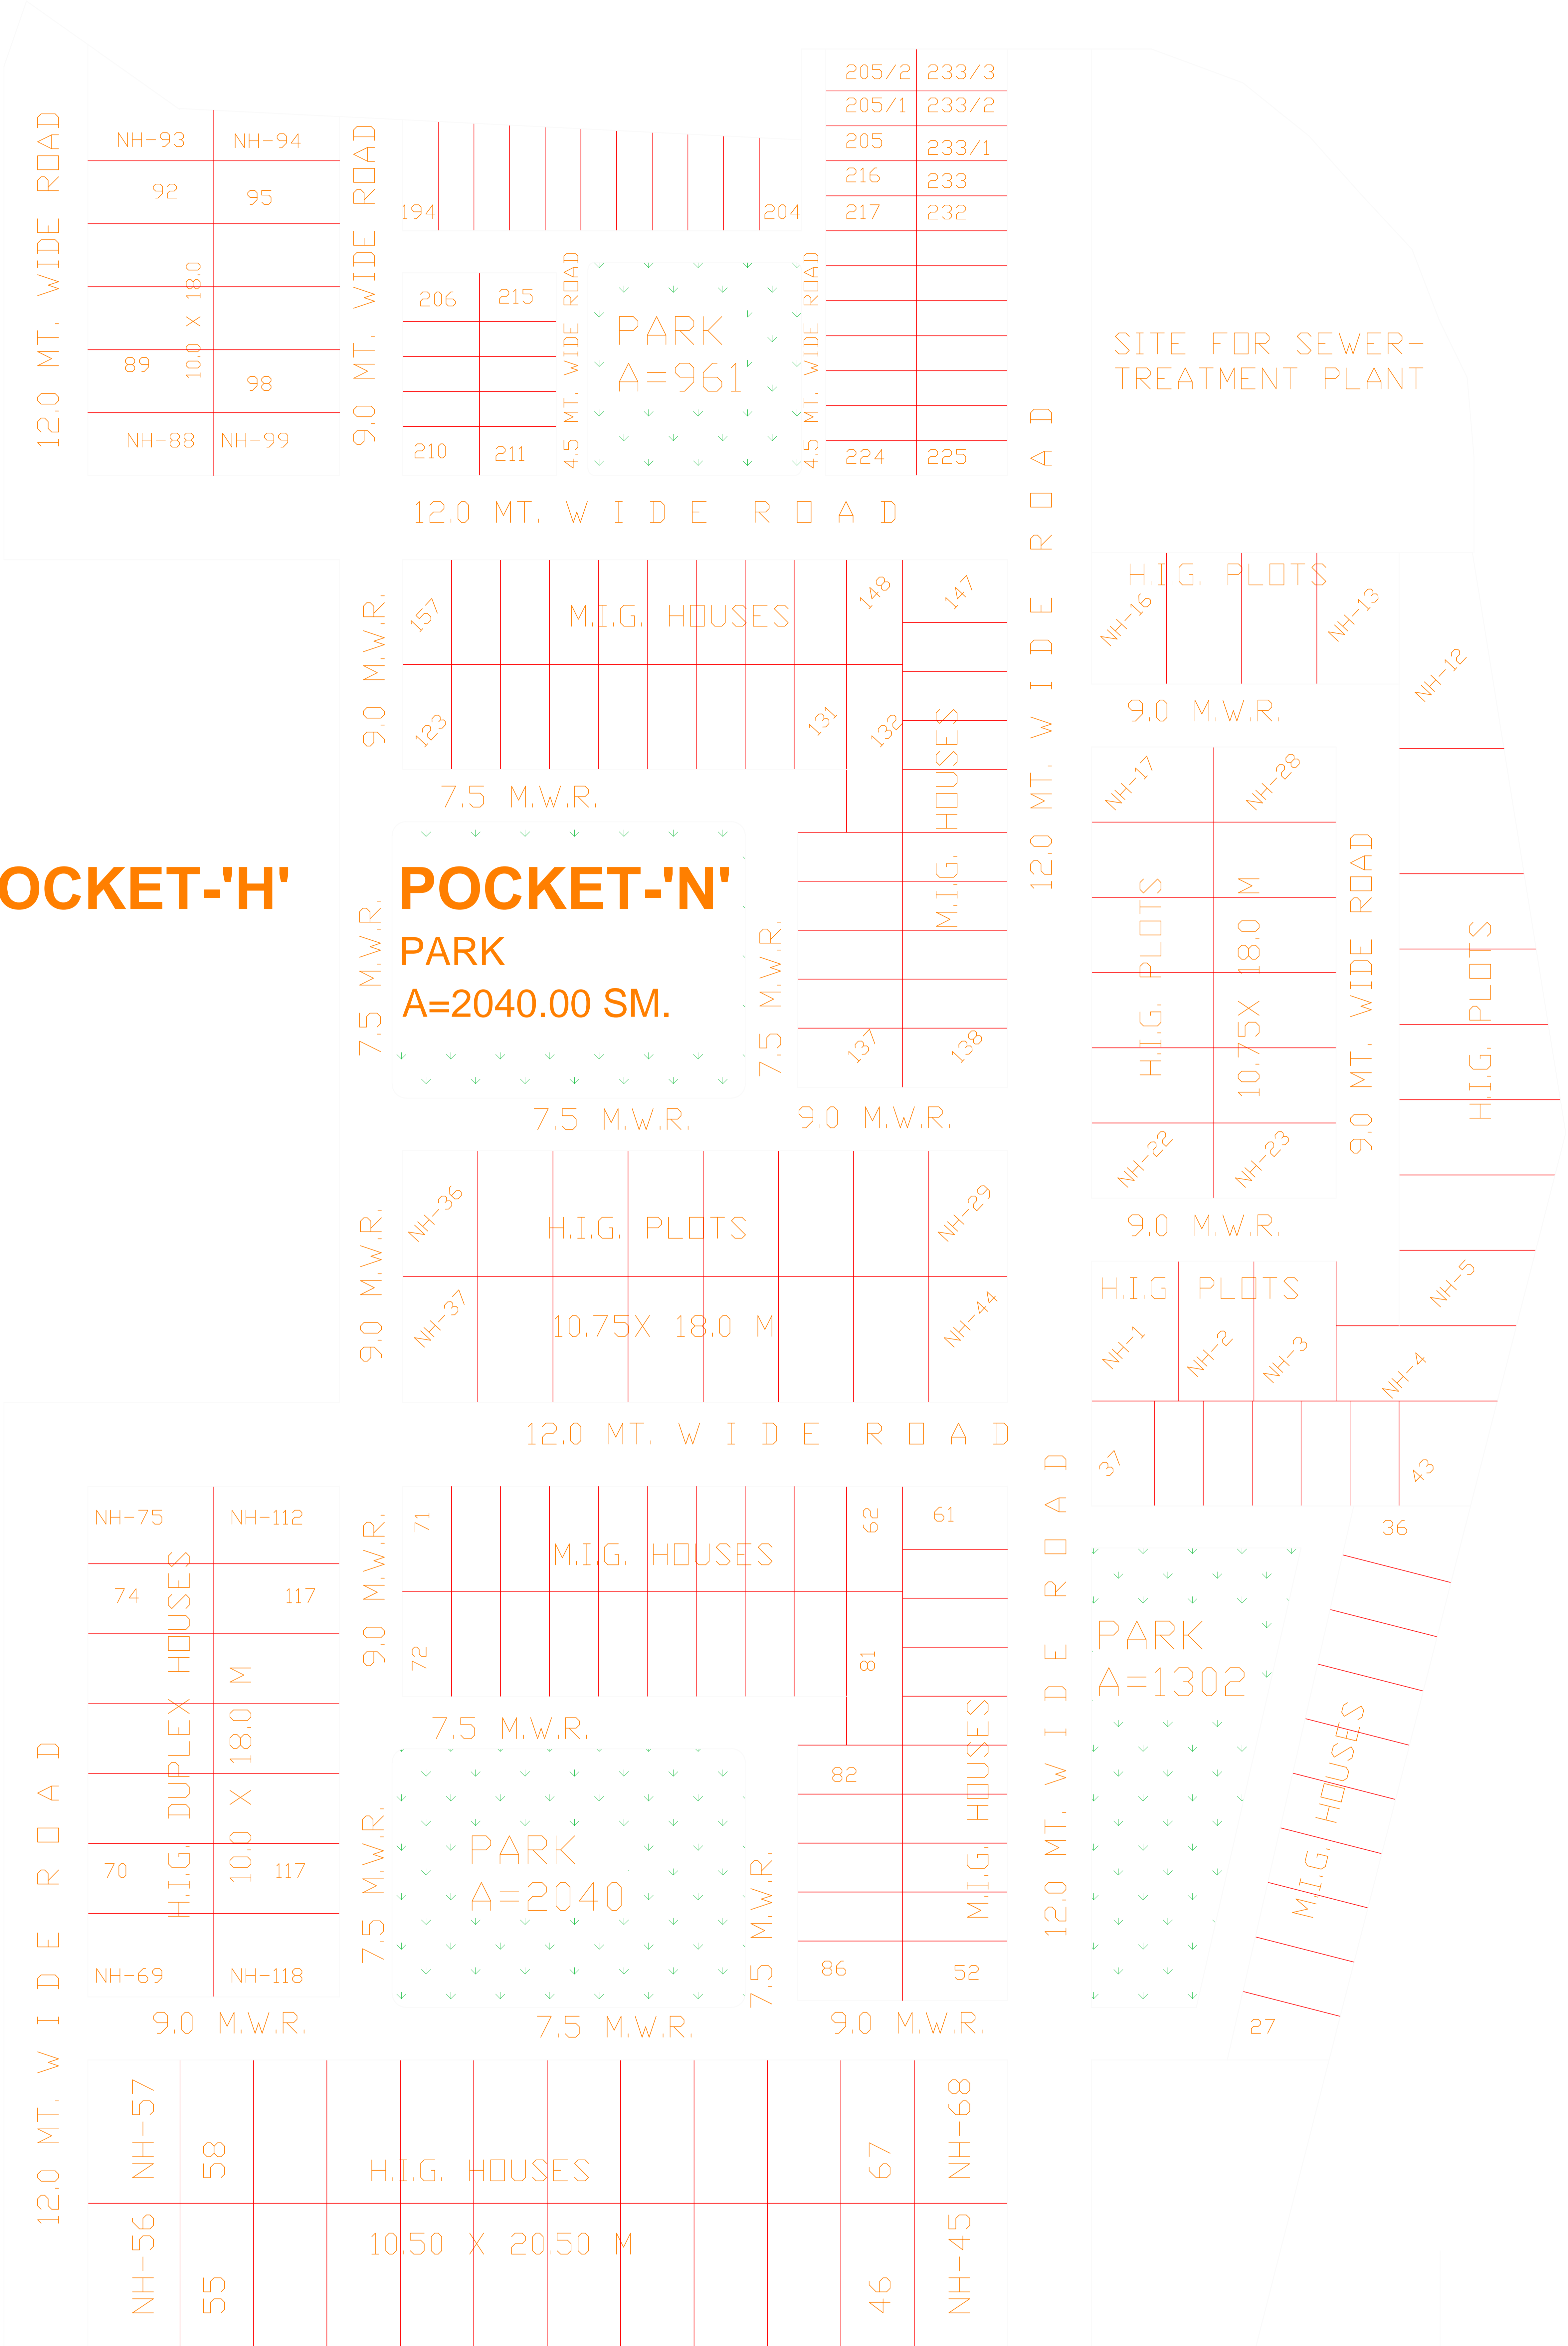 12.0 MT. WIDE ROAD
NH-93
NH-94
92
95
10.0 X 18.0
89
98
NH-88
NH-99
9.0 MT. WIDE ROAD
194
204
206
215
210
211
4.5 MT. WIDE ROAD
PARK
A=961
4.5 MT. WIDE ROAD
205/2
233/3
205/1
233/2
205
233/1
216
233
217
232
224
225
SITE FOR SEWER-
TREATMENT PLANT
12.0 MT. WIDE ROAD
12.0 MT. WIDE ROAD
9.0 M.W.R.
157
M.I.G. HOUSES
148
147
123
131
132
M.I.G. HOUSES
H.I.G. PLOTS
NH-16
NH-13
NH-12
9.0 M.W.R.
7.5 M.W.R.
OCKET-'H'
POCKET-'N'
PARK
A=2040.00 SM.
7.5 M.W.R.
7.5 M.W.R.
137
138
NH-17
NH-28
H.I.G. PLOTS
10.75X 18.0 M
NH-22
NH-23
9.0 MT. WIDE ROAD
H.I.G. PLOTS
7.5 M.W.R.
9.0 M.W.R.
9.0 M.W.R.
NH-36
H.I.G. PLOTS
NH-29
NH-37
10.75X 18.0 M
NH-44
9.0 M.W.R.
H.I.G. PLOTS
NH-5
NH-1
NH-2
NH-3
NH-4
12.0 MT. WIDE ROAD
37
43
NH-75
NH-112
74
117
H.I.G. DUPLEX HOUSES
10.0 X 18.0 M
70
117
NH-69
NH-118
12.0 MT. WIDE ROAD
9.0 M.W.R.
71
M.I.G. HOUSES
62
61
72
81
7.5 M.W.R.
82
M.I.G. HOUSES
7.5 M.W.R.
PARK
A=2040
7.5 M.W.R.
86
52
12.0 MT. WIDE ROAD
36
PARK
A=1302
M.I.G. HOUSES
27
9.0 M.W.R.
7.5 M.W.R.
9.0 M.W.R.
NH-57
58
H.I.G. HOUSES
67
NH-68
NH-56
55
10.50 X 20.50 M
46
NH-45